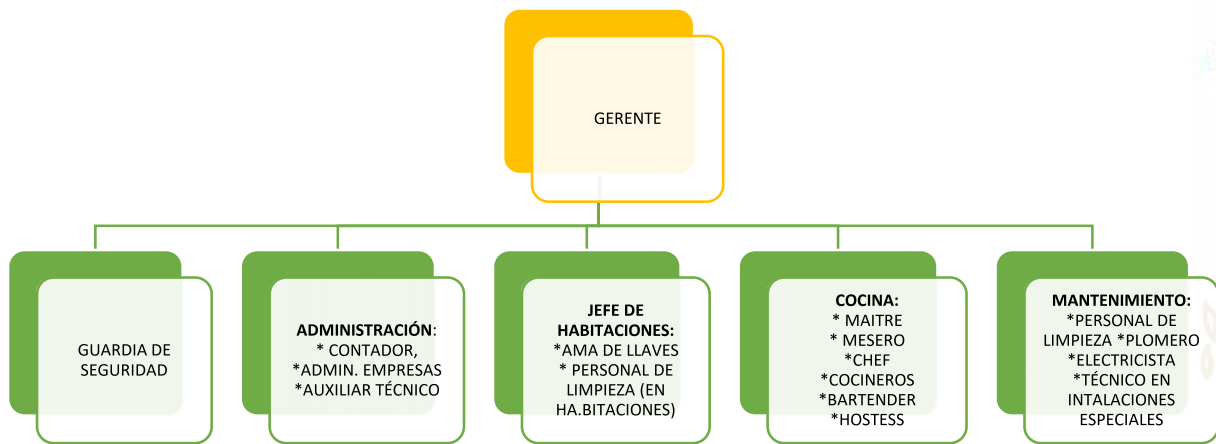 GERENTE
GUARDIA DE
SEGURIDAD
ADMINISTRACIÓN:
* CONTADOR,
*ADMIN. EMPRESAS
*AUXILIAR TÉCNICO
JEFE DE
HABITACIONES:
*AMA DE LLAVES
* PERSONAL DE
LIMPIEZA (EN
HA.BITACIONES)
COCINA:
* MAITRE
* MESERO
*CHEF
*COCINEROS
*BARTENDER
*HOSTESS
MANTENIMIENTO:
*PERSONAL DE
LIMPIEZA *PLOMERO
*ELECTRICISTA
*TÉCNICO EN
INTALACIONES
ESPECIALES